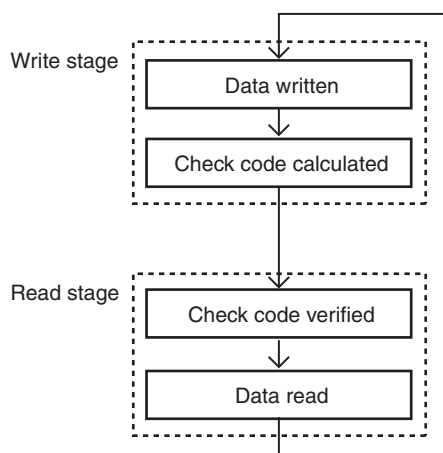 Write stage
Data written
Check code calculated
Read stage
Check code verified
Data read